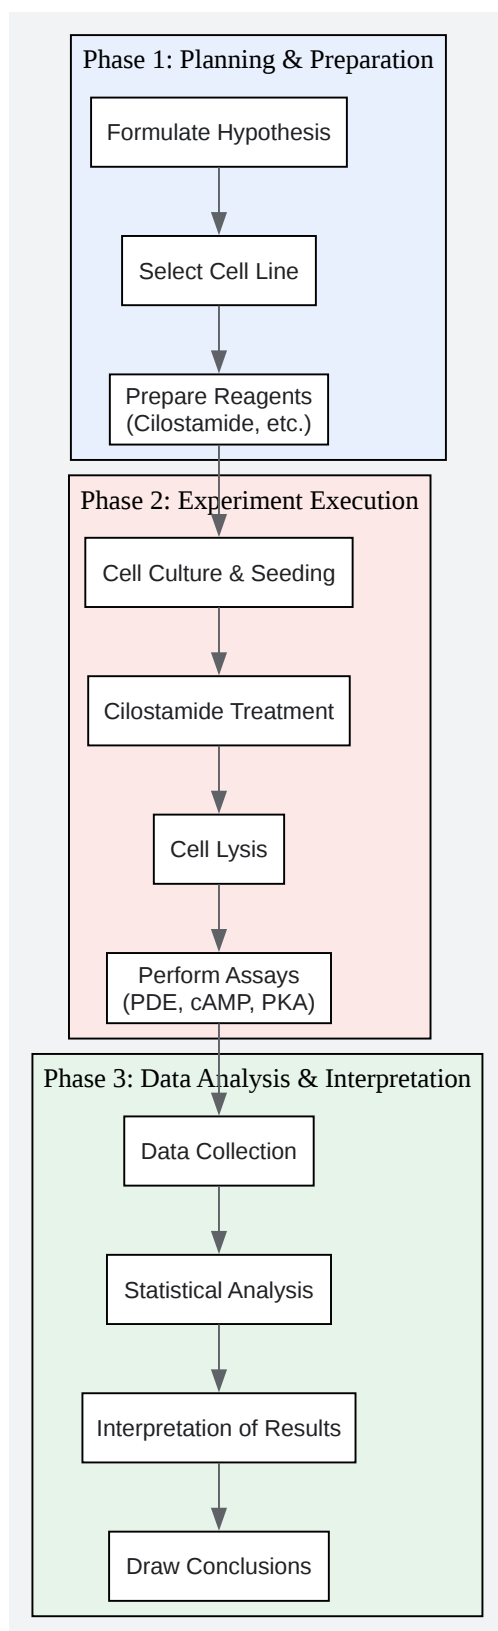 Phase 1: Planning & Preparation
Formulate Hypothesis
Select Cell Line
Prepare Reagents
(Cilostamide, etc.)
Phase 2: Experiment Execution
Cell Culture & Seeding
Cilostamide Treatment
Cell Lysis
Perform Assays
(PDE, cAMP, PKA)
Phase 3: Data Analysis & Interpretation
Data Collection
Statistical Analysis
Interpretation of Results
Draw Conclusions